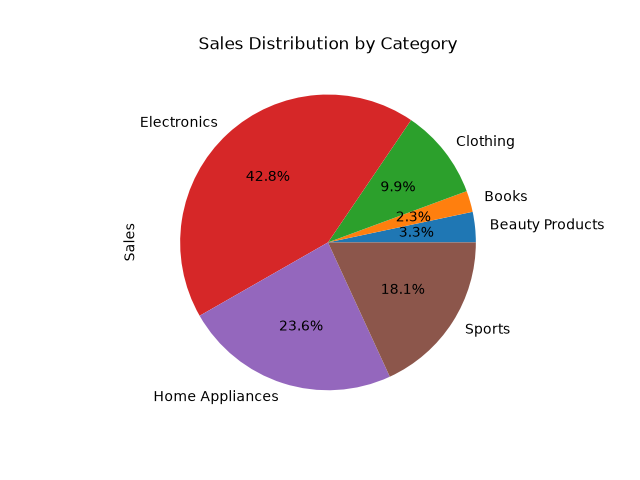 Sales Distribution by Category
Electronics
Clothing
42.8%
9.9%
Books
2.3%
Beauty Products
3.3%
Sales
18.1%
23.6%
Sports
Home Appliances